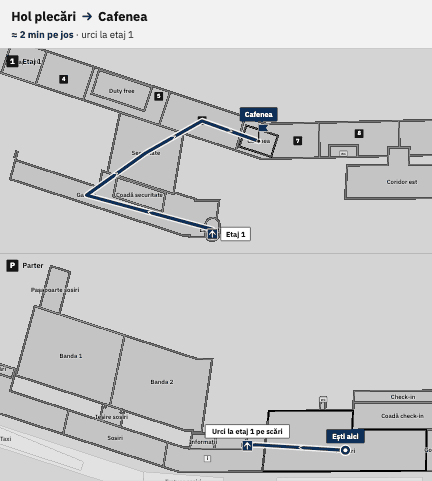 Hol plecări → Cafenea
≈ 2 min pe jos · urci la etaj 1
1 Etaj 1
4
Duty free
5
Cafenea
7
8
Coridor est
Coadă securitate
Etaj 1
P Parter
Pașapoarte sosiri
Banda 1
Banda 2
Ieșire sosiri
Sosiri
Taxi
Informații
Urci la etaj 1 pe scări
Ești aici
Check-in
Coadă check-in